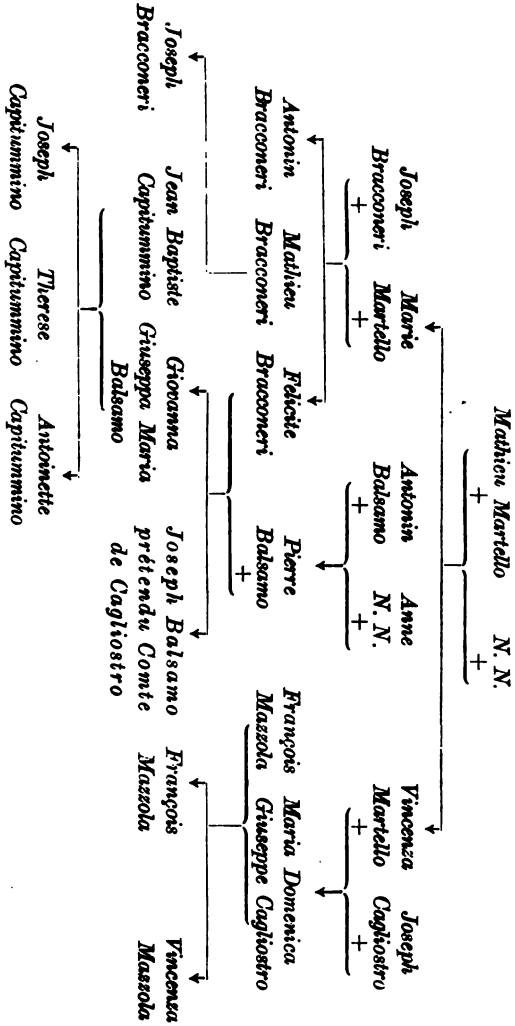 Mathieu Martello N. N.
+ +
Marie Vincenza Joseph
Joseph Martello Antonin Anne Martello Cagliostro
Bracconeri + Balsamo N. N. + +
+ + +
Antonin Mathieu Felicite Pierre François Maria Domenica
Bracconeri Bracconeri Bracconeri Balsamo Mazzola Giuseppe Cagliostro
+
Joseph Jean Baptiste Giovanna Joseph Balsamo François Vincenza
Bracconeri Capitummino Giuseppa Maria prétendu Comte Mazzola Mazzola
Balsamo de Cagliostro
Joseph Therese Antoinette
Capitummino Capitummino Capitummino